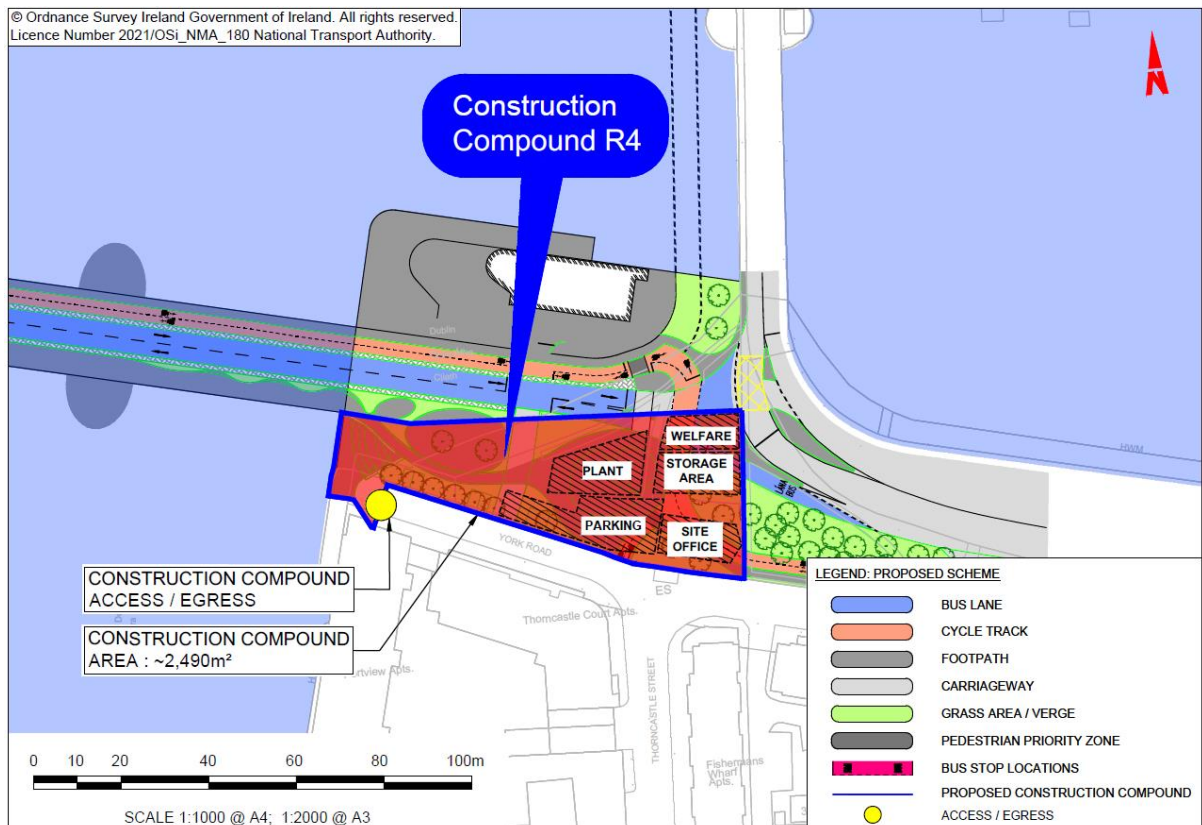 © Ordnance Survey Ireland Government of Ireland. All rights reserved.
Licence Number 2021/OSi_NMA_180 National Transport Authority.
Construction
Compound R4
N
Dublin
HWM
WELFARE
PLANT
STORAGE
AREA
LÁNA
BUS
PARKING
SITE
OFFICE
YORK ROAD
CONSTRUCTION COMPOUND
ACCESS / EGRESS
ES
Thorncastle Court Apts.
CONSTRUCTION COMPOUND
AREA : ~2,490m²
THORNCASTLE STREET
Fishermans
Wharf
Apts.
0 10 20 40 60 80 100m
SCALE 1:1000 @ A4; 1:2000 @ A3
LEGEND: PROPOSED SCHEME
BUS LANE
CYCLE TRACK
FOOTPATH
CARRIAGEWAY
GRASS AREA / VERGE
PEDESTRIAN PRIORITY ZONE
BUS STOP LOCATIONS
PROPOSED CONSTRUCTION COMPOUND
ACCESS / EGRESS